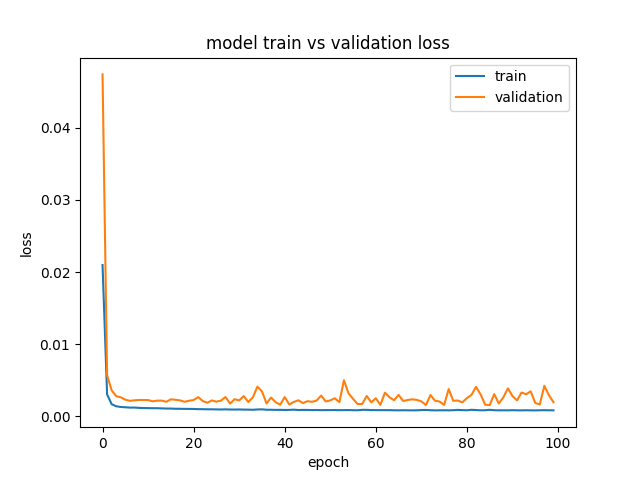 model train vs validation loss
train
validation
0.04
0.03
0.02
0.01
0.00
loss
0
20
40
60
80
100
epoch